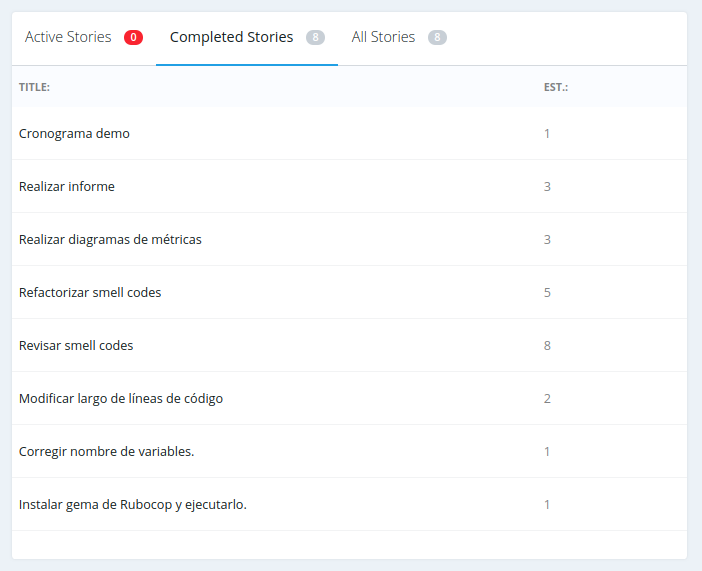 Active Stories 0 Completed Stories 8 All Stories 8
TITLE: EST.:
Cronograma demo 1
Realizar informe 3
Realizar diagramas de métricas 3
Refactorizar smell codes 5
Revisar smell codes 8
Modificar largo de líneas de código 2
Corregir nombre de variables. 1
Instalar gema de Rubocop y ejecutarlo. 1